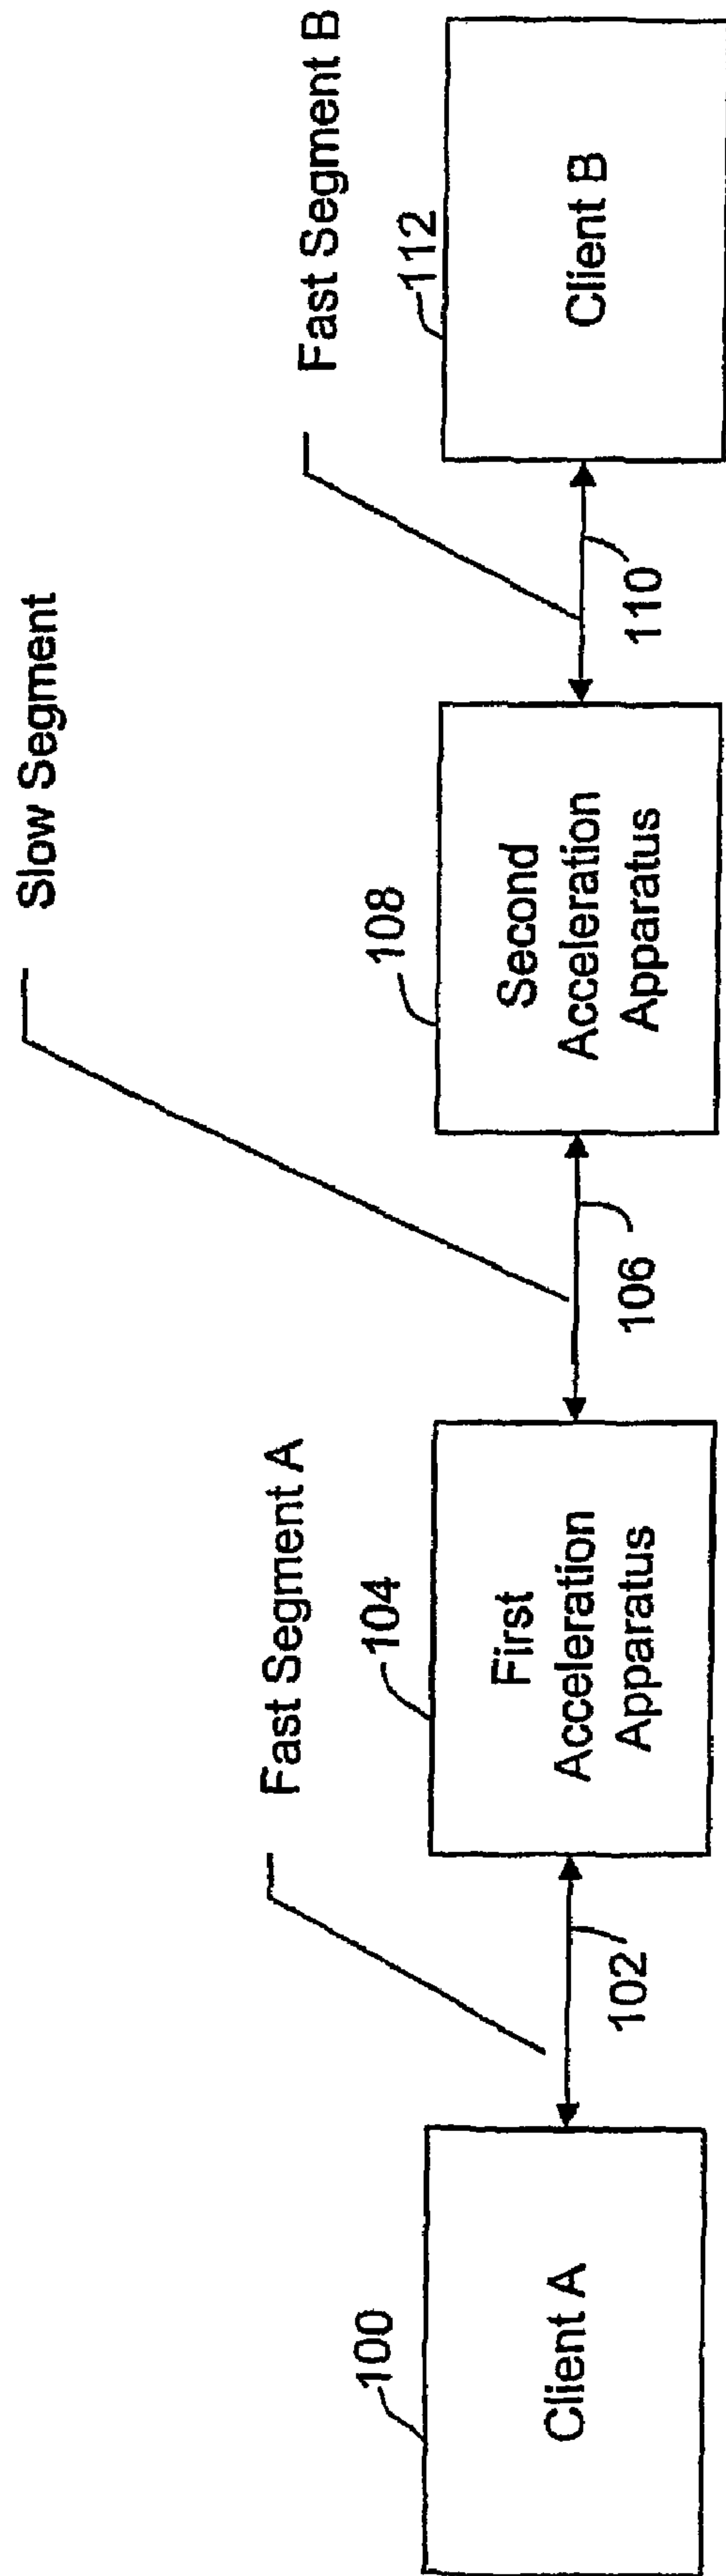 Slow Segment
Fast Segment A
Fast Segment B
100
104
108
112
Client A
First
Acceleration
Apparatus
Second
Acceleration
Apparatus
Client B
102
106
110